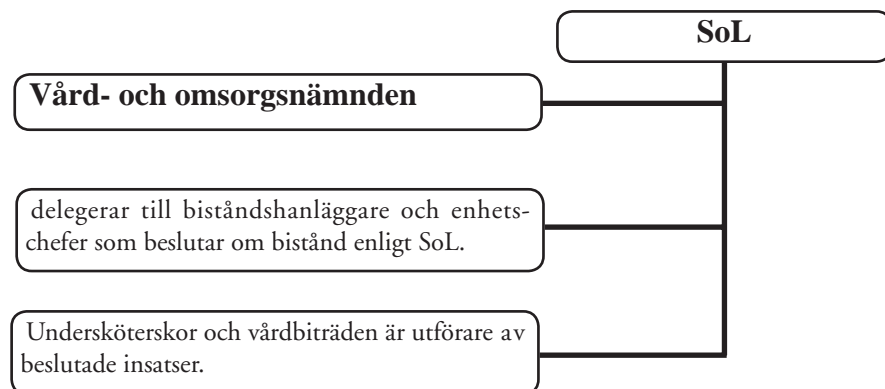 SoL
Vård- och omsorgsnämnden
delegerar till biståndshanläggare och enhets-
chefer som beslutar om bistånd enligt SoL.
Undersköterskor och vårdbiträden är utförare av
beslutade insatser.